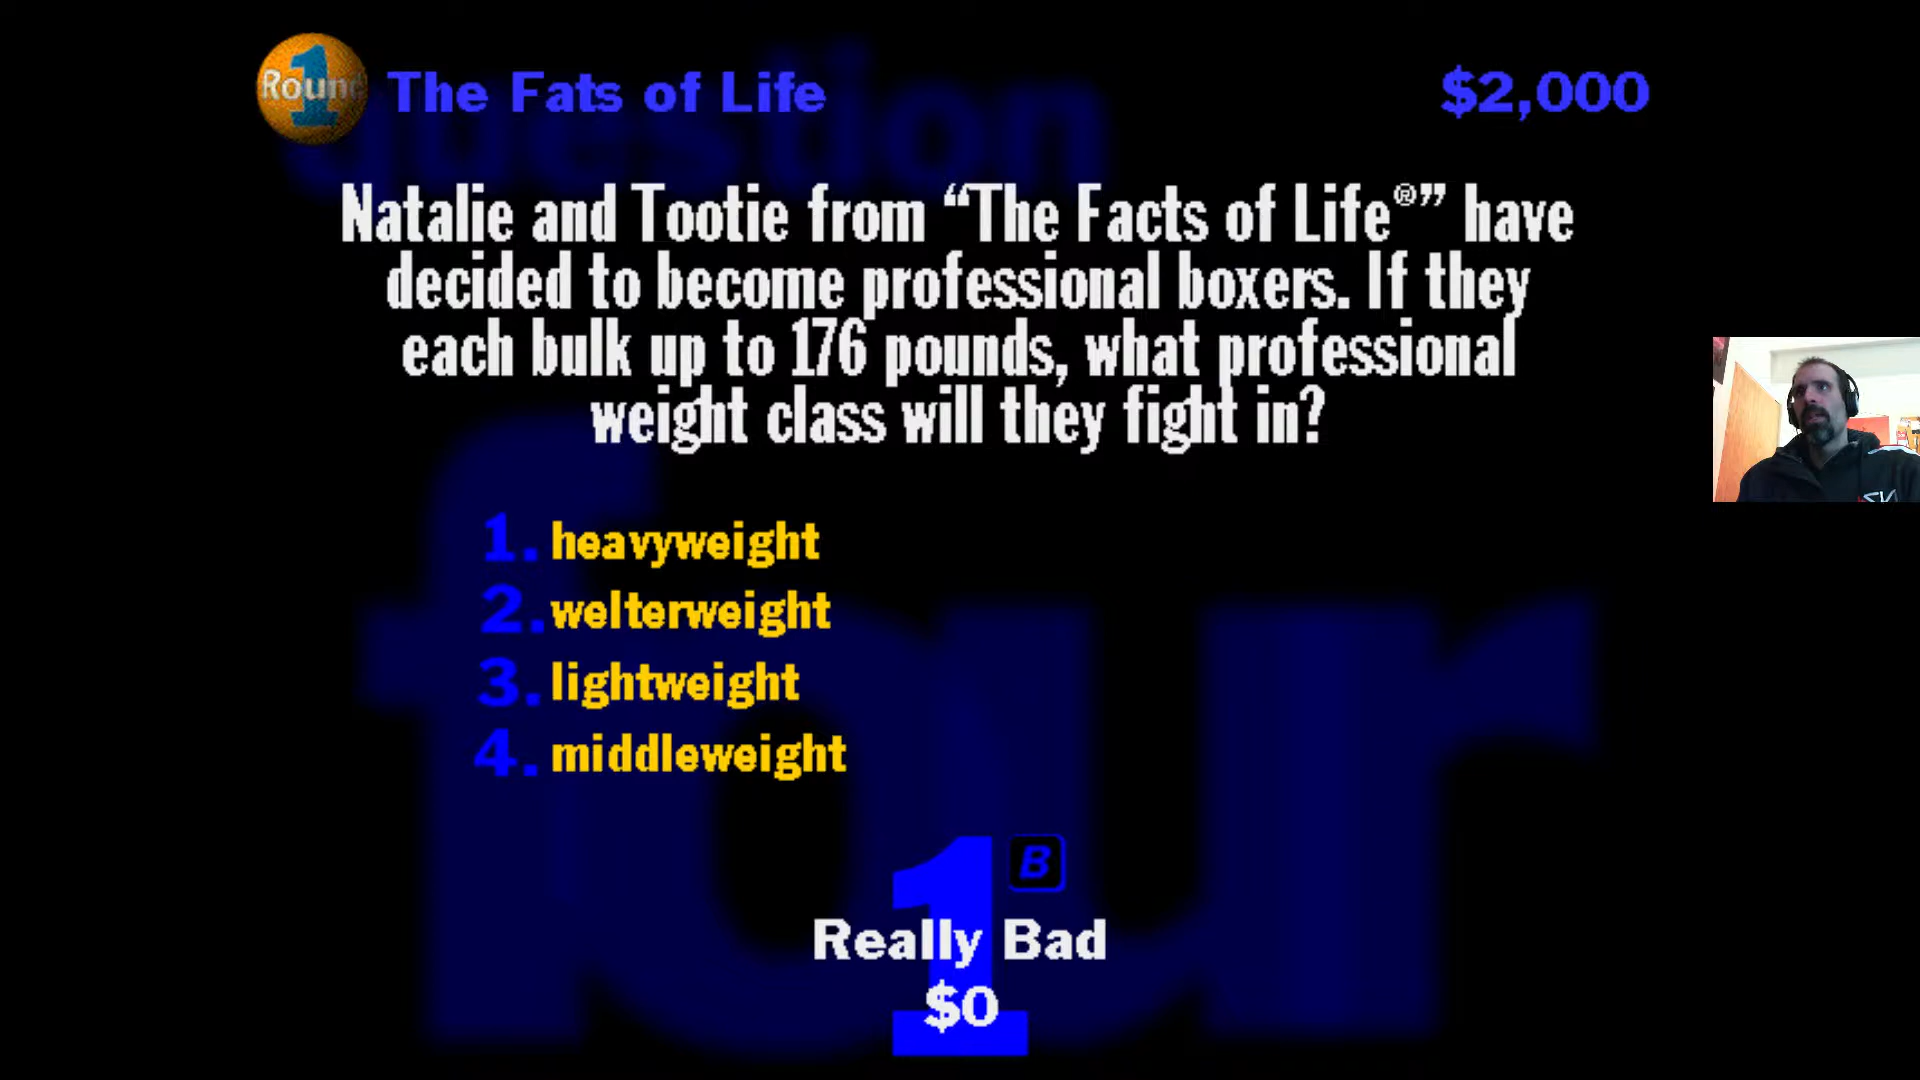 Round 1
The Fats of Life
$2,000
question
Natalie and Tootie from “The Facts of Life®” have
decided to become professional boxers. If they
each bulk up to 176 pounds, what professional
weight class will they fight in?
four
1. heavyweight
2. welterweight
3. lightweight
4. middleweight
1
B
Really Bad
$0